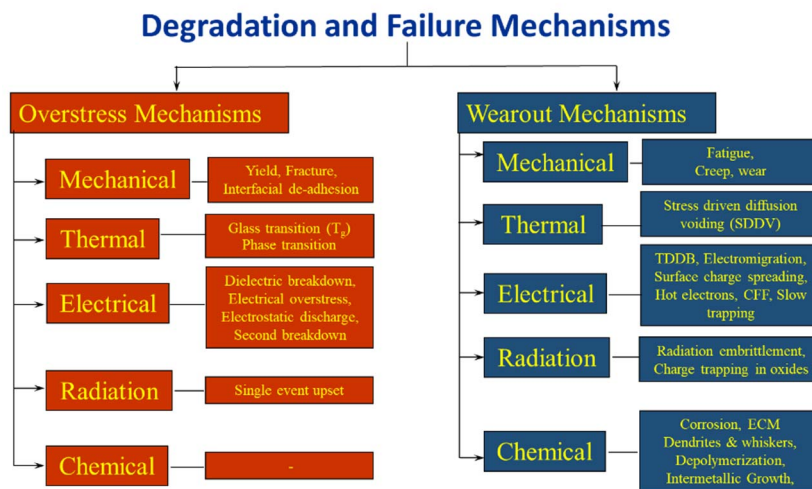 Degradation and Failure Mechanisms
Overstress Mechanisms
Mechanical
Yield, Fracture,
Interfacial de-adhesion
Thermal
Glass transition (Tg)
Phase transition
Electrical
Dielectric breakdown,
Electrical overstress,
Electrostatic discharge,
Second breakdown
Radiation
Single event upset
Chemical
-
Wearout Mechanisms
Mechanical
Fatigue,
Creep, wear
Thermal
Stress driven diffusion
voiding (SDDV)
Electrical
TDDB, Electromigration,
Surface charge spreading,
Hot electrons, CFF, Slow
trapping
Radiation
Radiation embrittlement,
Charge trapping in oxides
Chemical
Corrosion, ECM
Dendrites & whiskers,
Depolymerization,
Intermetallic Growth,